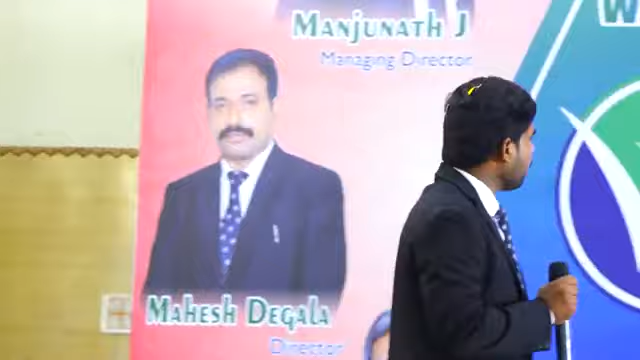 Manjunath J
Managing Director
W
Mahesh Degala
Director